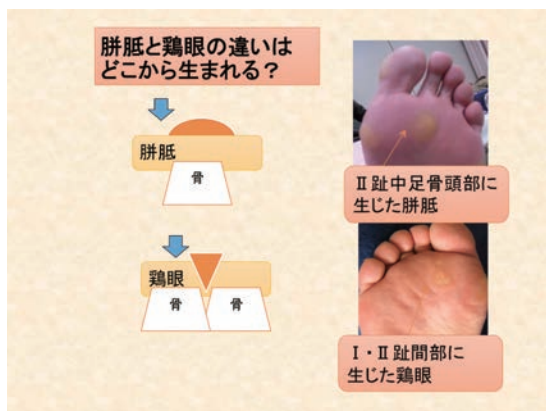 胼胝と鶏眼の違いは
どこから生まれる？
胼胝
骨
鶏眼
骨 骨
Ⅱ趾中足骨頭部に
生じた胼胝
Ⅰ・Ⅱ趾間部に
生じた鶏眼